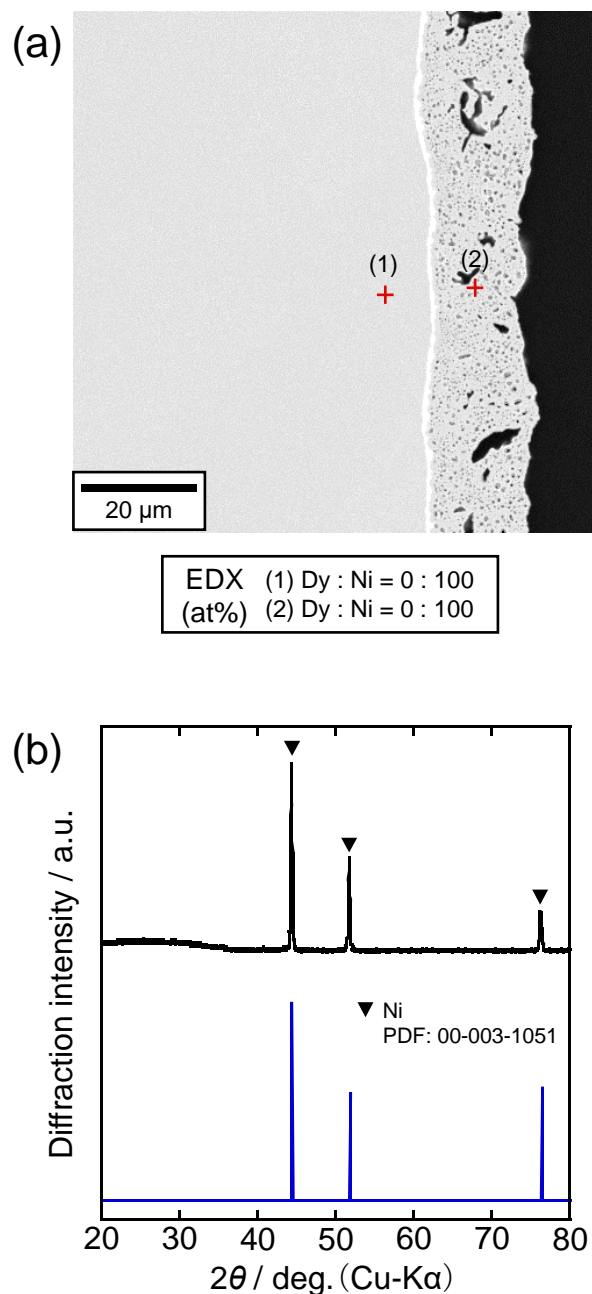 (a)
(1)
(2)
20 µm
EDX (1) Dy : Ni = 0 : 100
(at%) (2) Dy : Ni = 0 : 100
(b)
Diffraction intensity / a.u.
▼ Ni
PDF: 00-003-1051
20 30 40 50 60 70 80
2θ / deg. (Cu-Kα)